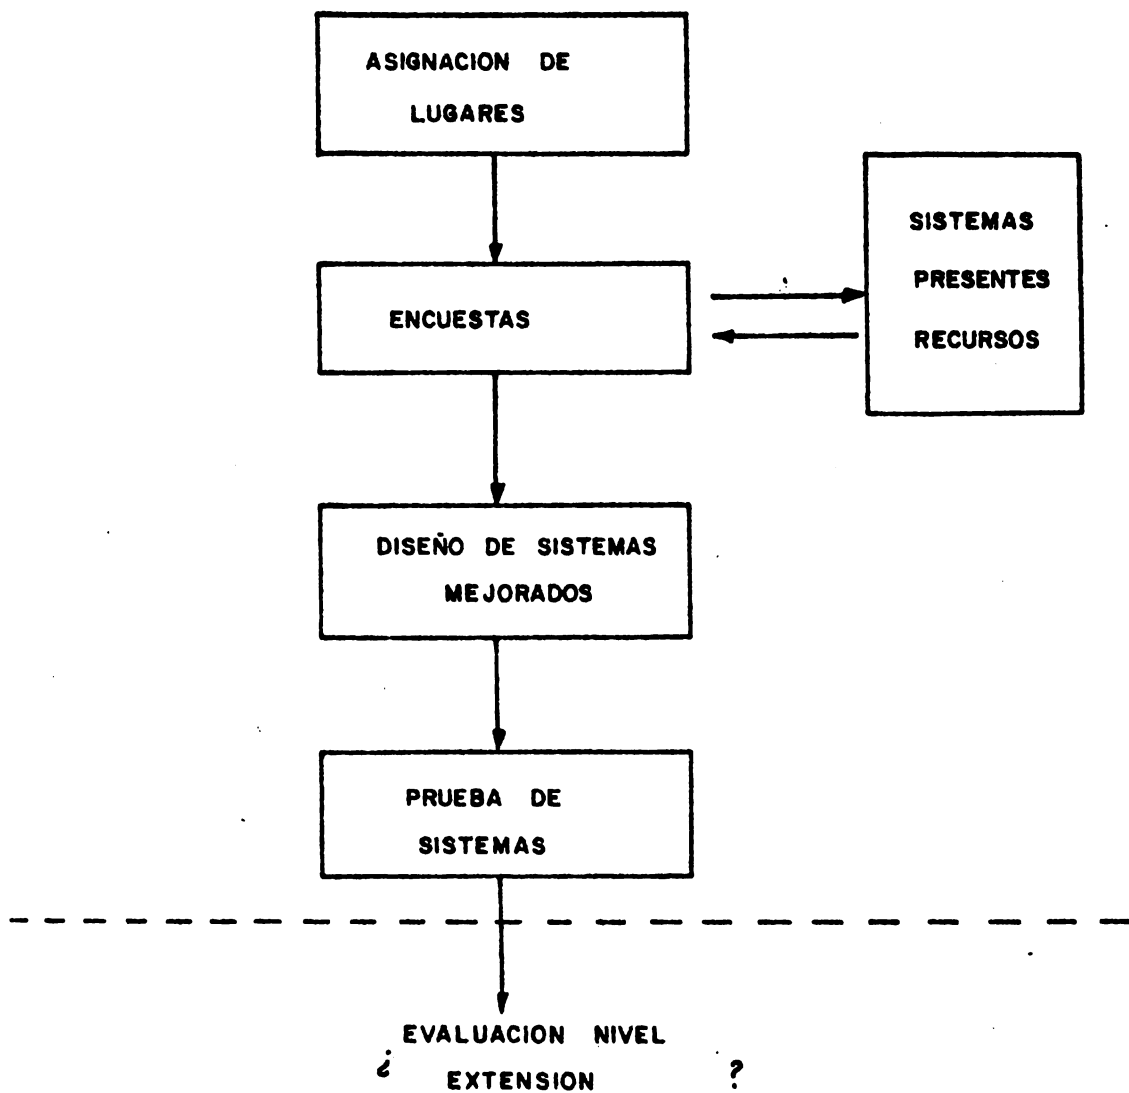 ASIGNACION DE
LUGARES
ENCUESTAS
SISTEMAS
PRESENTES
RECURSOS
DISEÑO DE SISTEMAS
MEJORADOS
PRUEBA DE
SISTEMAS
EVALUACION NIVEL
¿ EXTENSION ?